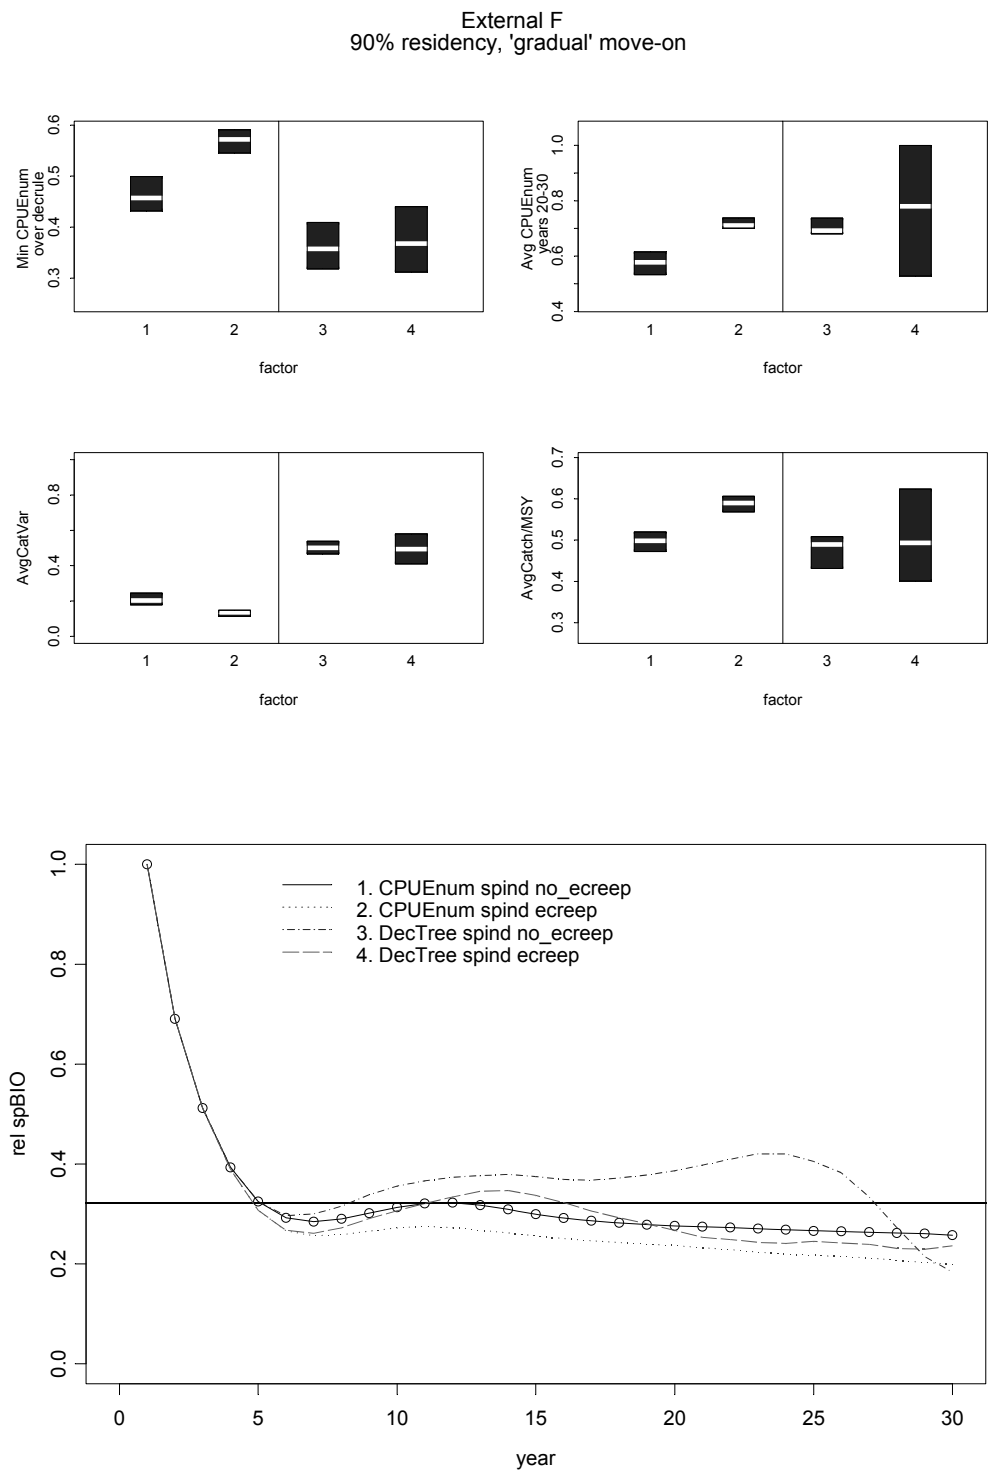 External F
90% residency, 'gradual' move-on
Min CPUEnum
over decrule
0.3 0.4 0.5 0.6
1 2 3 4
factor
Avg CPUEnum
years 20-30
0.4 0.6 0.8 1.0
1 2 3 4
factor
AvgCatVar
0.0 0.4 0.8
1 2 3 4
factor
AvgCatch/MSY
0.3 0.4 0.5 0.6 0.7
1 2 3 4
factor
rel spBIO
0.0 0.2 0.4 0.6 0.8 1.0
1. CPUEnum spind no_ecreep
2. CPUEnum spind ecreep
3. DecTree spind no_ecreep
4. DecTree spind ecreep
0 5 10 15 20 25 30
year